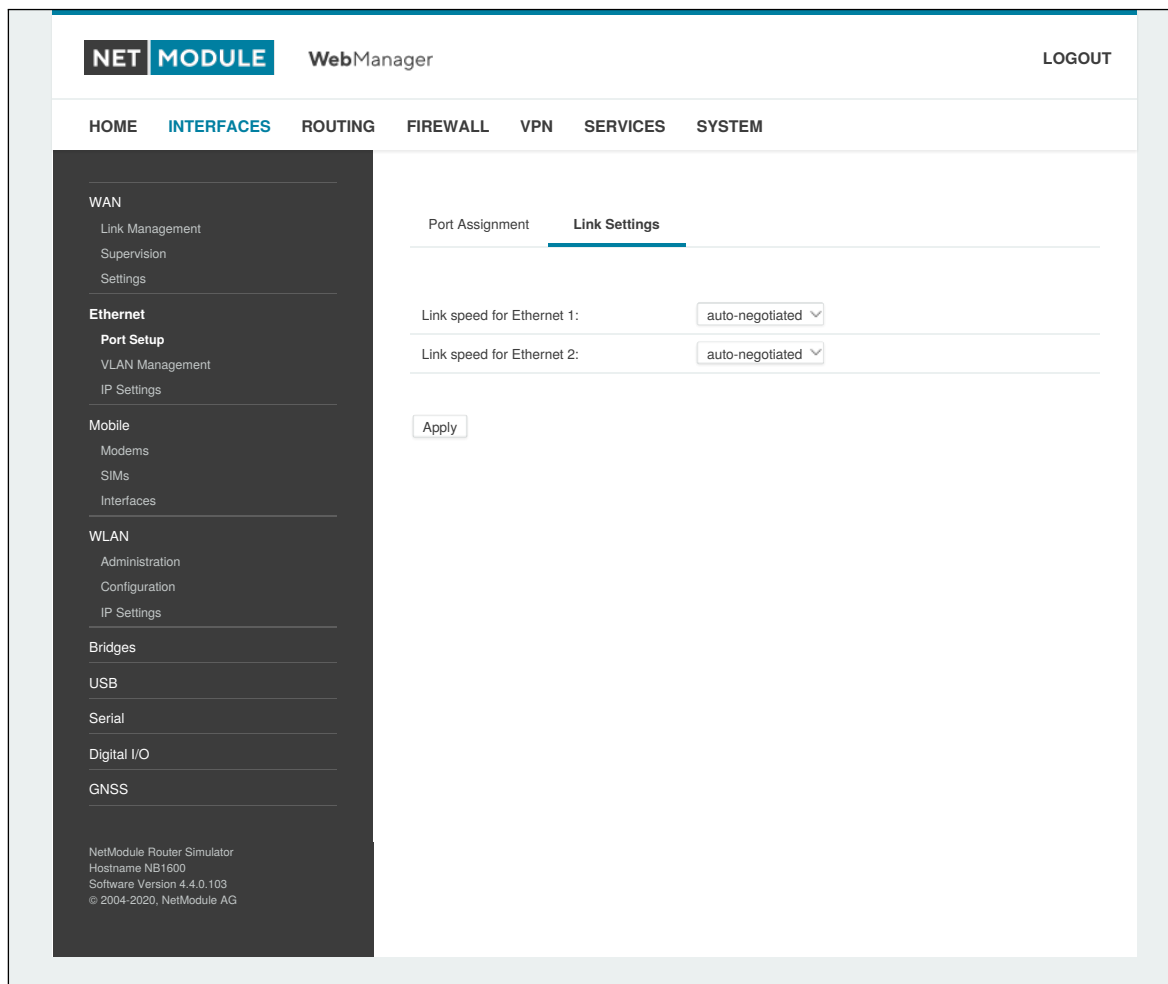 NET MODULE WebManager LOGOUT
HOME INTERFACES ROUTING FIREWALL VPN SERVICES SYSTEM
WAN
Link Management
Supervision
Settings
Ethernet
Port Setup
VLAN Management
IP Settings
Mobile
Modems
SIMs
Interfaces
WLAN
Administration
Configuration
IP Settings
Bridges
USB
Serial
Digital I/O
GNSS
NetModule Router Simulator
Hostname NB1600
Software Version 4.4.0.103
© 2004-2020, NetModule AG
Port Assignment Link Settings
Link speed for Ethernet 1: auto-negotiated
Link speed for Ethernet 2: auto-negotiated
Apply